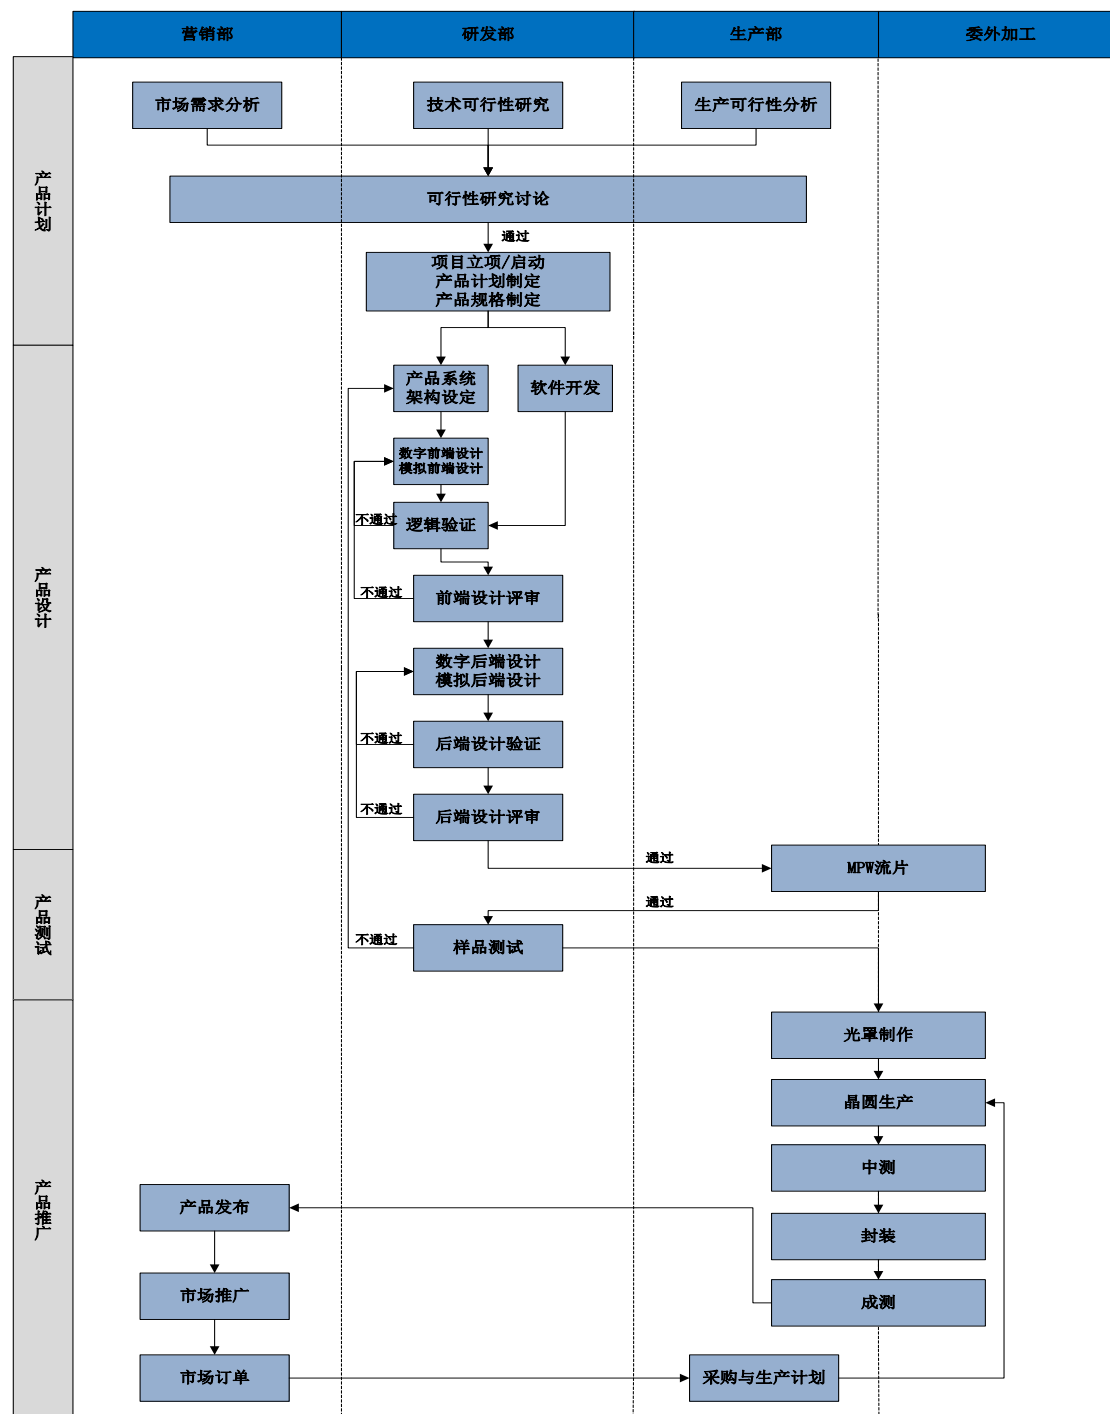 营销部
研发部
生产部
委外加工
产品计划
市场需求分析
技术可行性研究
生产可行性分析
可行性研究讨论
通过
项目立项/启动
产品计划制定
产品规格制定
产品设计
产品系统
架构设定
软件开发
数字前端设计
模拟前端设计
不通过
逻辑验证
不通过
前端设计评审
数字后端设计
模拟后端设计
不通过
后端设计验证
不通过
后端设计评审
产品测试
通过
MPW流片
通过
不通过
样品测试
产品推广
光罩制作
晶圆生产
中测
产品发布
封装
市场推广
成测
市场订单
采购与生产计划